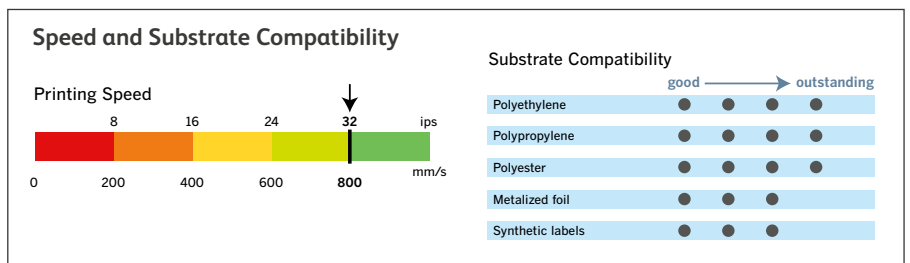 Speed and Substrate Compatibility
Printing Speed
8 16 24 32 ips
0 200 400 600 800 mm/s
Substrate Compatibility
good outstanding
Polyethylene
Polypropylene
Polyester
Metalized foil
Synthetic labels